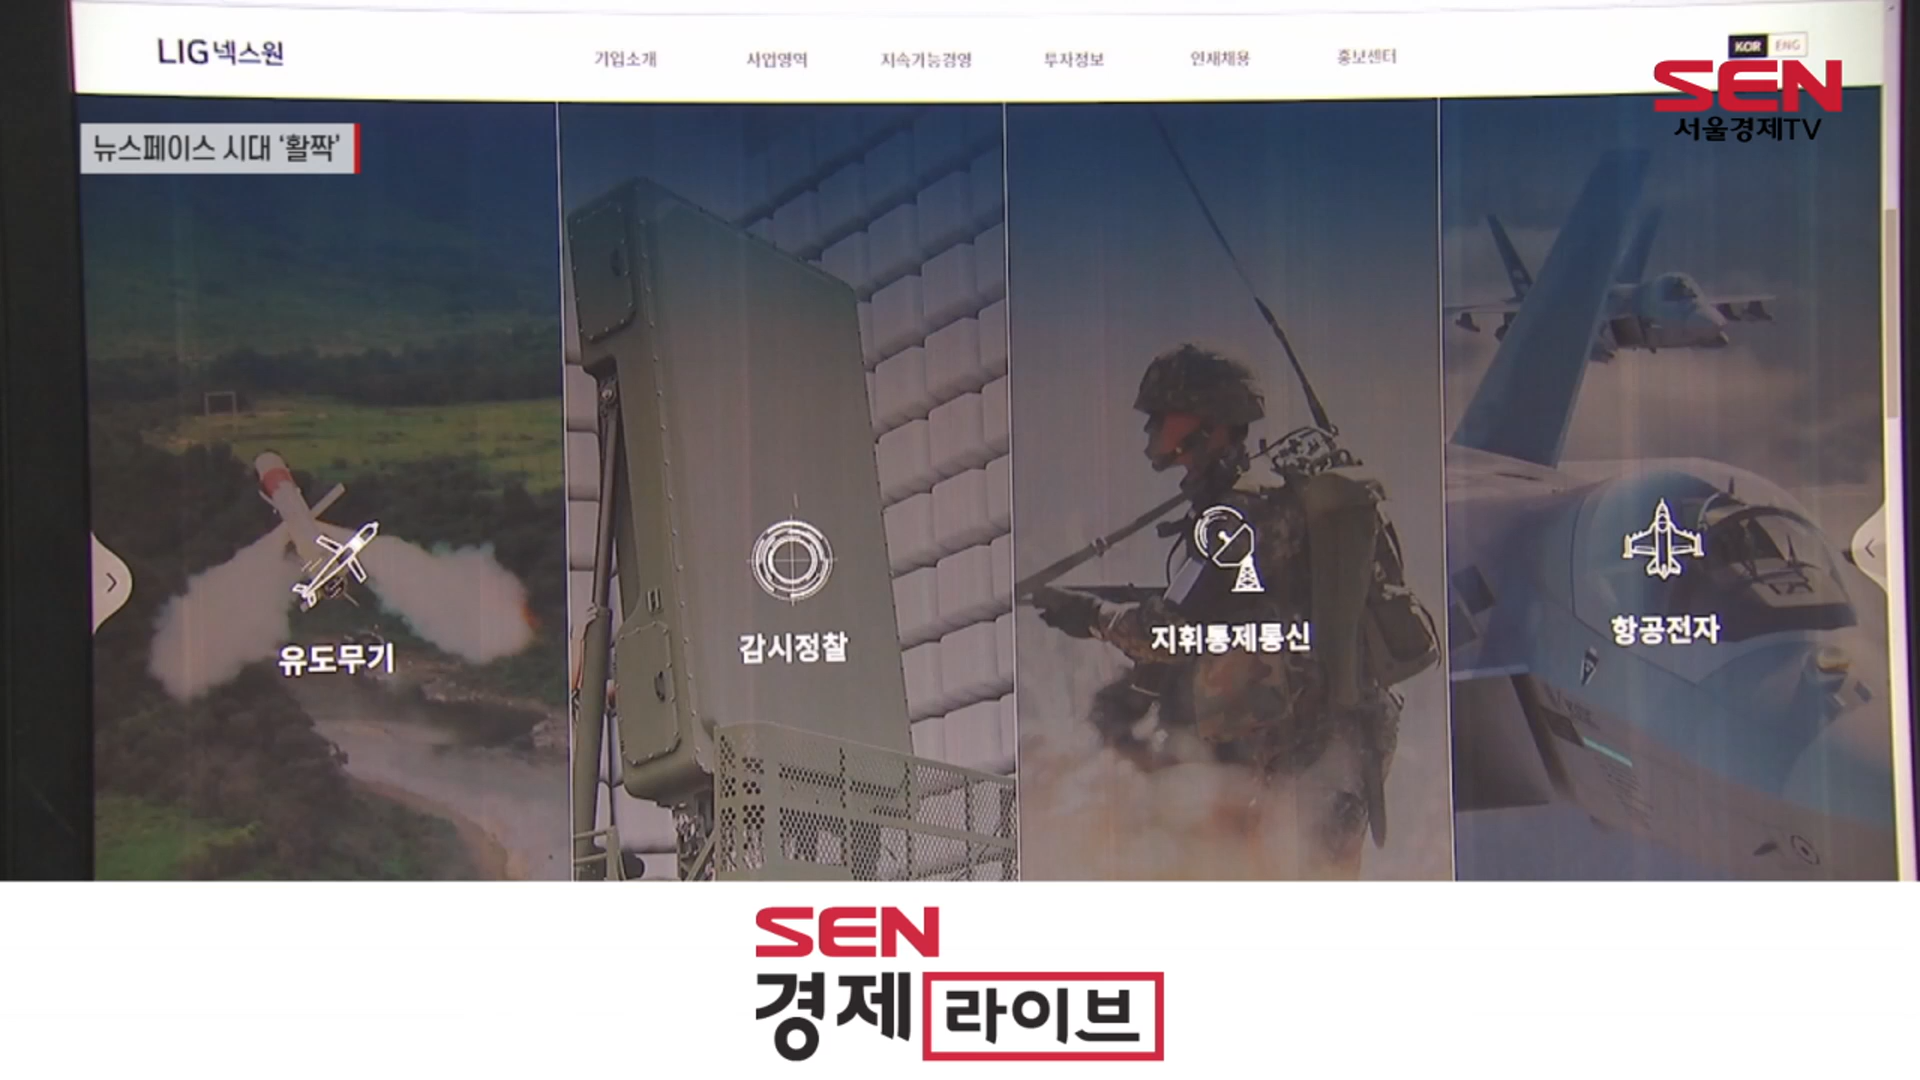 LIG넥스원
기업소개
사업영역
지속가능경영
투자정보
인재채용
홍보센터
KOR
ENG
SEN
서울경제TV
뉴스페이스 시대 ‘활짝’
유도무기
감시정찰
지휘통제통신
항공전자
SEN
경제 라이브